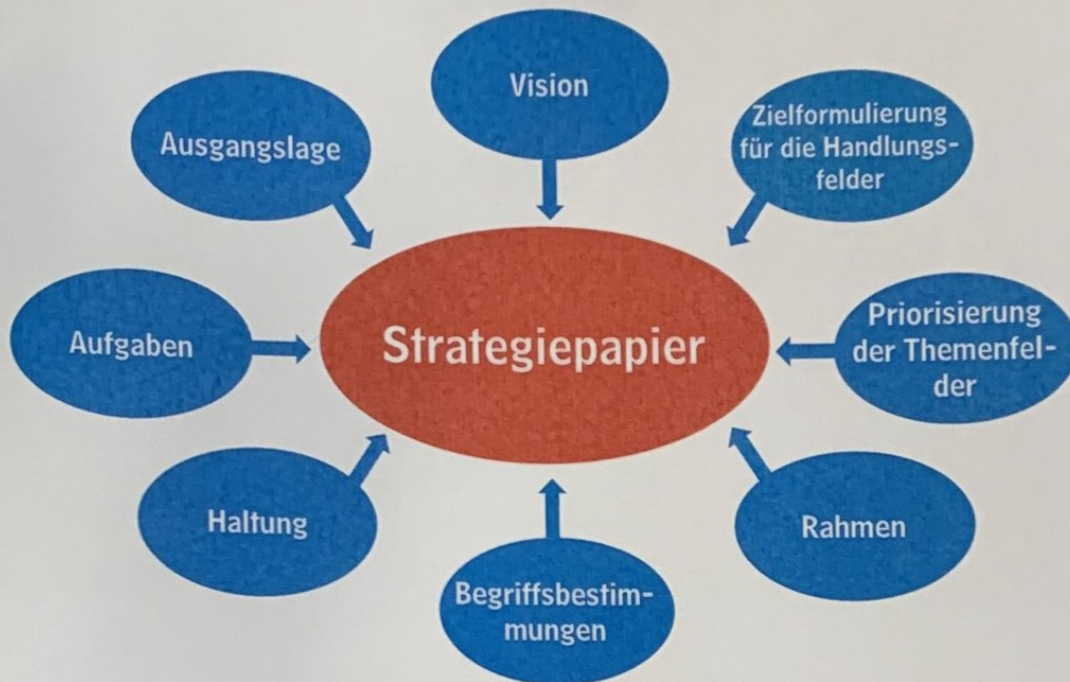 Vision
Zielformulierung
für die Handlungs-
felder
Ausgangslage
Priorisierung
der Themenfel-
der
Aufgaben
Strategiepapier
Haltung
Rahmen
Begriffsbestim-
mungen